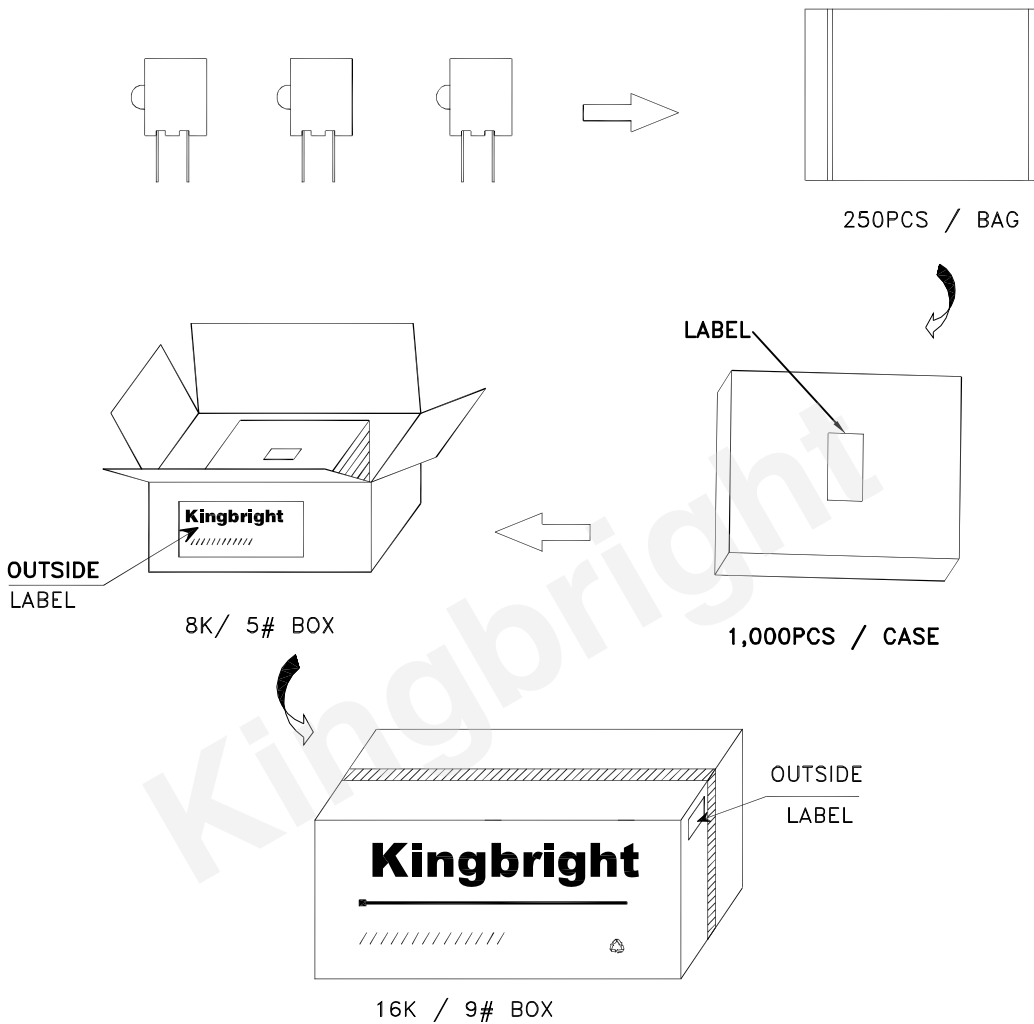 250PCS / BAG
LABEL
Kingbright
OUTSIDE
LABEL
8K/ 5# BOX
1,000PCS / CASE
OUTSIDE
LABEL
Kingbright
16K / 9# BOX
Kingbright